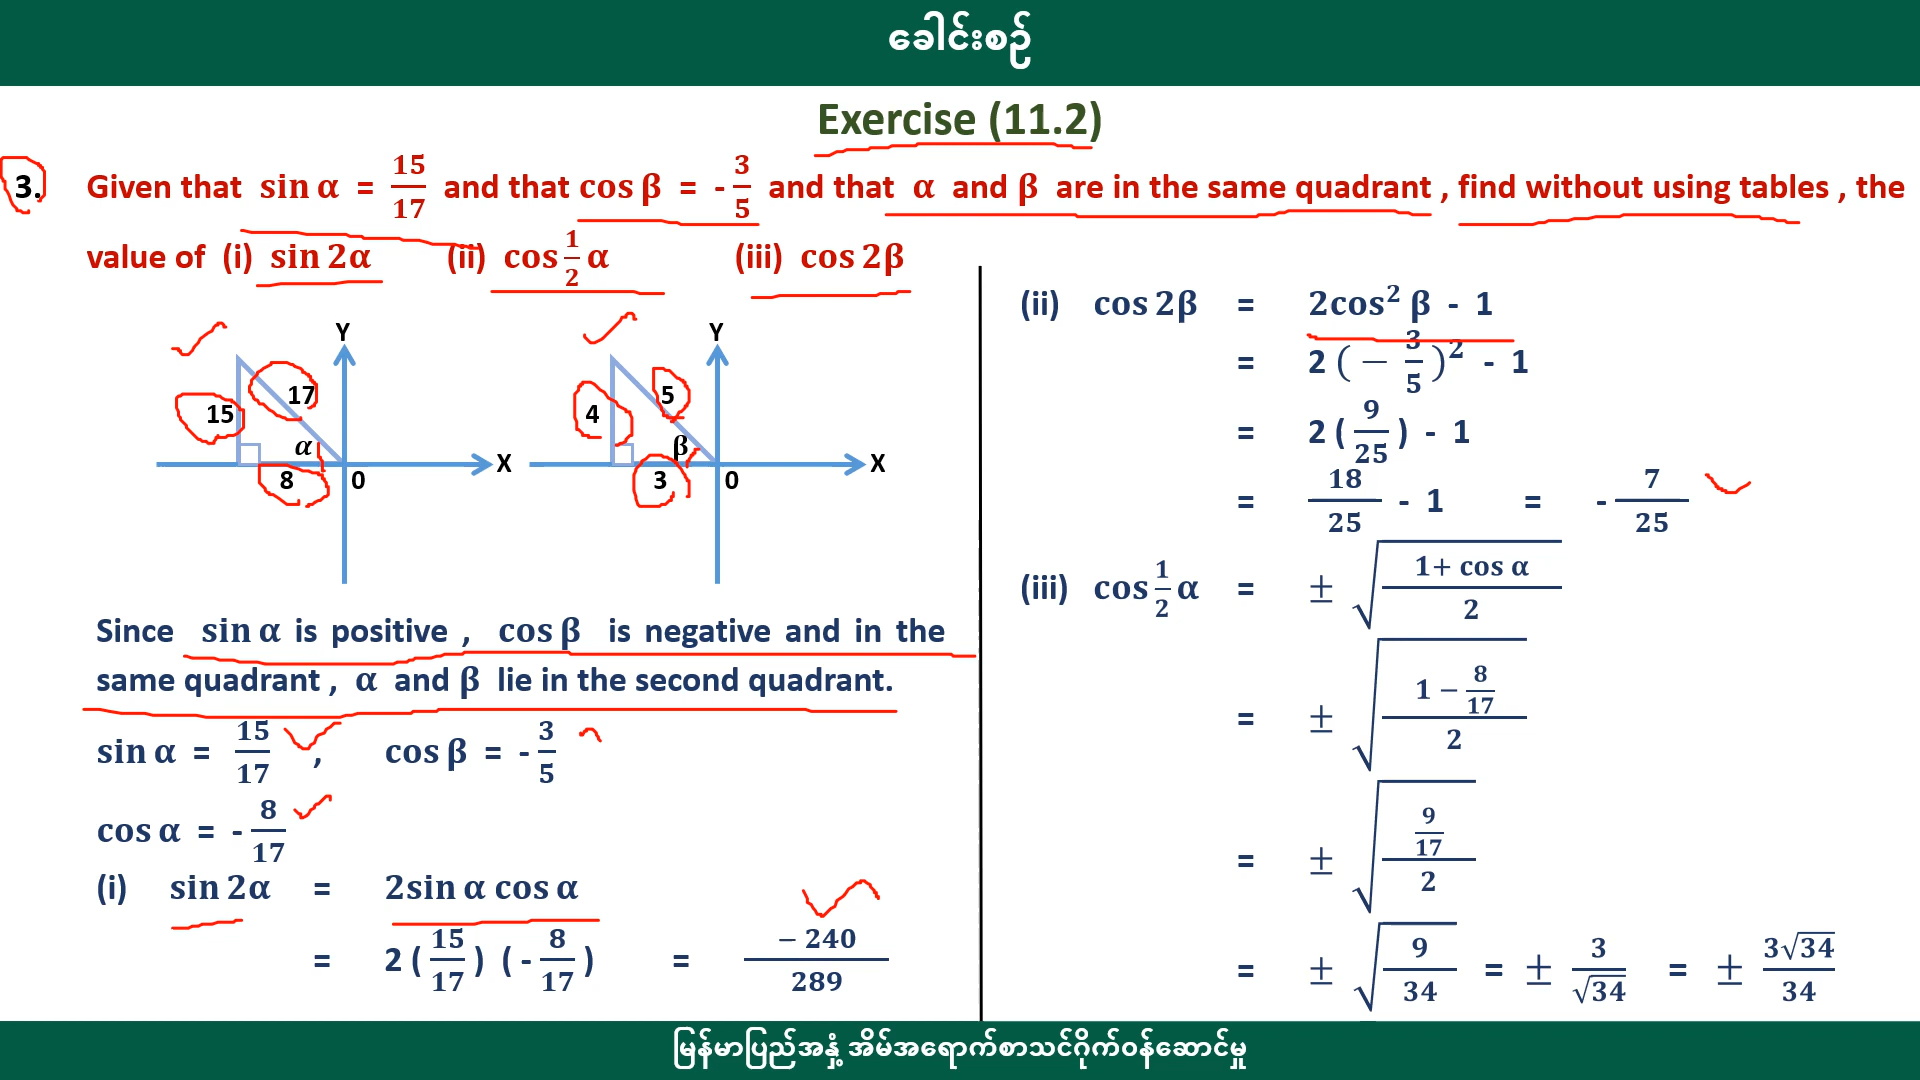 ခေါင်းစဉ်
Exercise (11.2)
3. Given that sin α = 15/17 and that cos β = - 3/5 and that α and β are in the same quadrant , find without using tables , the
value of (i) sin 2α (ii) cos 1/2 α (iii) cos 2β
Y
17
15
α
X
8
0
Y
5
4
β
X
3
0
Since sin α is positive , cos β is negative and in the
same quadrant , α and β lie in the second quadrant.
sin α = 15/17 , cos β = - 3/5
cos α = - 8/17
(i) sin 2α = 2sin α cos α
= 2 ( 15/17 ) ( - 8/17 ) = − 240/289
(ii) cos 2β = 2cos² β - 1
= 2 ( − 3/5 )² - 1
= 2 ( 9/25 ) - 1
= 18/25 - 1 = - 7/25
(iii) cos 1/2 α = ± √((1+ cos α)/2)
= ± √((1 − 8/17)/2)
= ± √((9/17)/2)
= ± √(9/34) = ± 3/√34 = ± 3√34/34
မြန်မာပြည်အနှံ့ အိမ်အရောက်စာသင်ဂိုက်ဝန်ဆောင်မှု